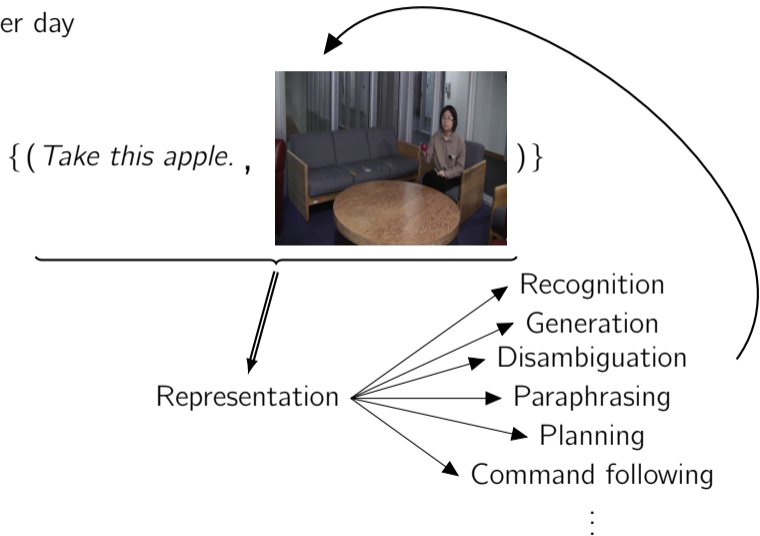 er day
{( Take this apple. , )}
Recognition
Generation
Disambiguation
Representation
Paraphrasing
Planning
Command following
⋮